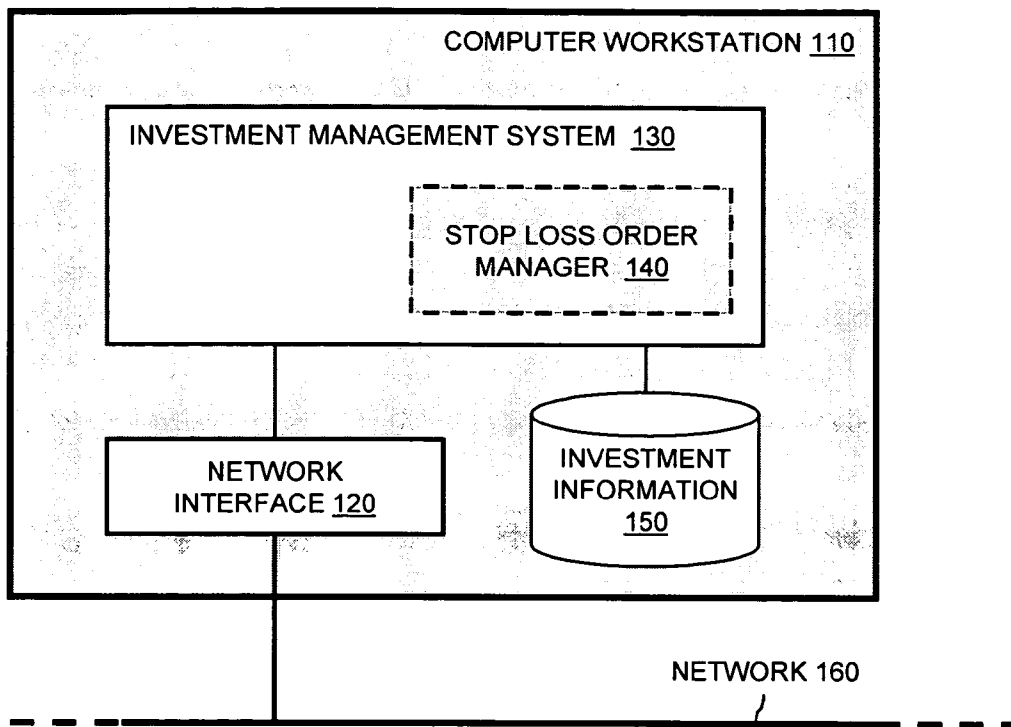 COMPUTER WORKSTATION 110
INVESTMENT MANAGEMENT SYSTEM 130
STOP LOSS ORDER
MANAGER 140
NETWORK
INTERFACE 120
INVESTMENT
INFORMATION
150
NETWORK 160